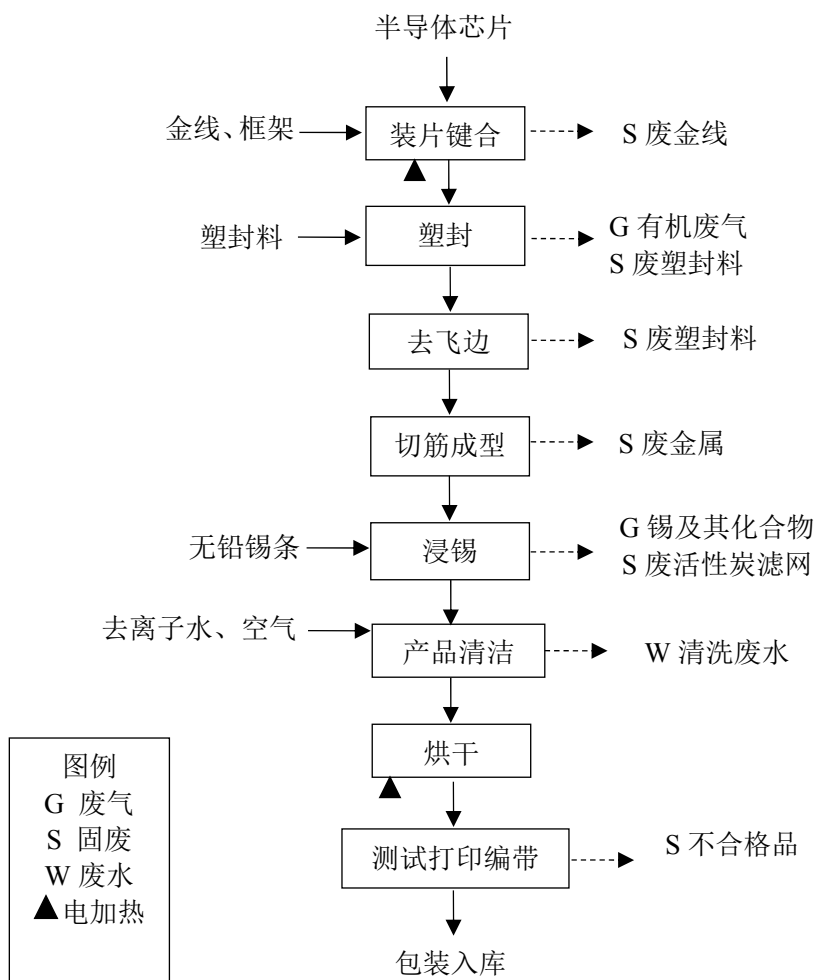 半导体芯片
金线、框架
装片键合
S 废金线
塑封料
塑封
G 有机废气
S 废塑封料
去飞边
S 废塑封料
切筋成型
S 废金属
无铅锡条
浸锡
G 锡及其化合物
S 废活性炭滤网
去离子水、空气
产品清洁
W 清洗废水
烘干
测试打印编带
S 不合格品
包装入库
图例
G 废气
S 固废
W 废水
▲电加热